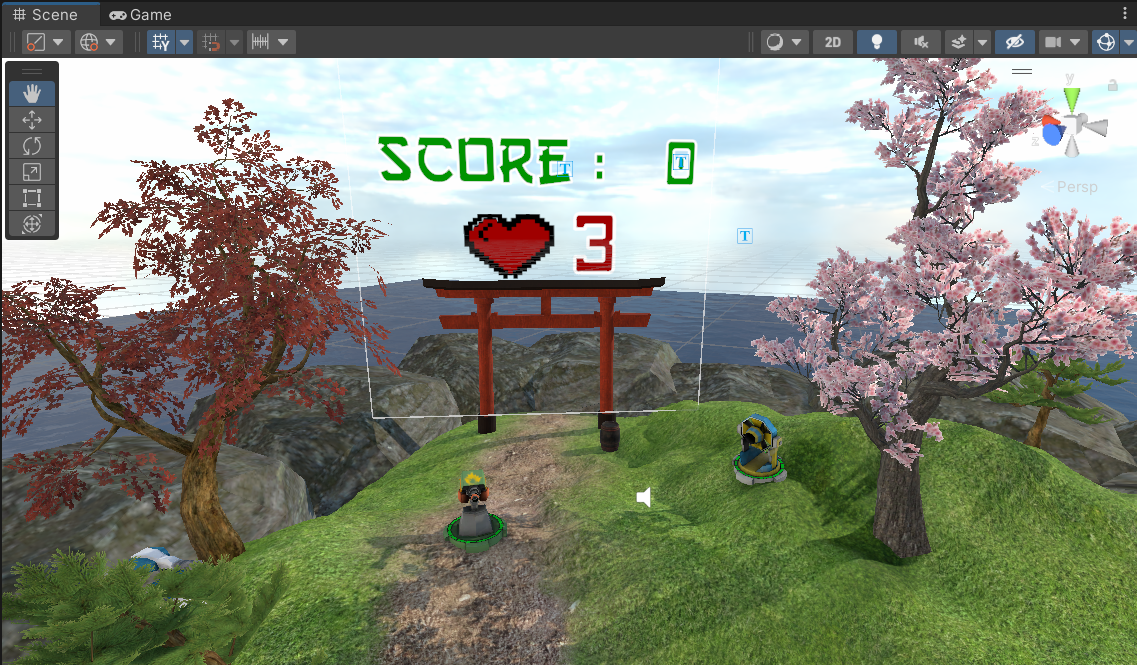 Scene Game
Y 2D
y
Persp
SCORE : 0
3